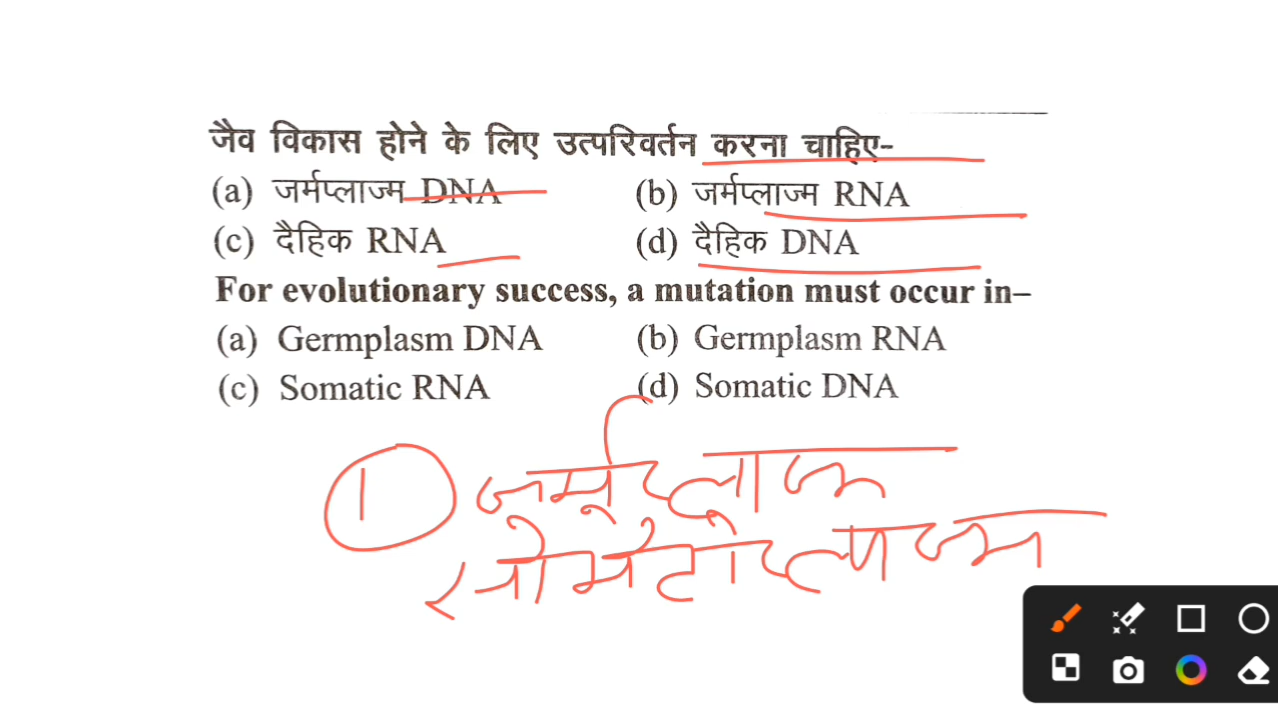 जैव विकास होने के लिए उत्परिवर्तन करना चाहिए-
(a) जर्मप्लाज्म DNA (b) जर्मप्लाज्म RNA
(c) दैहिक RNA (d) दैहिक DNA
For evolutionary success, a mutation must occur in–
(a) Germplasm DNA (b) Germplasm RNA
(c) Somatic RNA (d) Somatic DNA
1 जर्मप्लाज्म
सोमेटोप्लाज्म